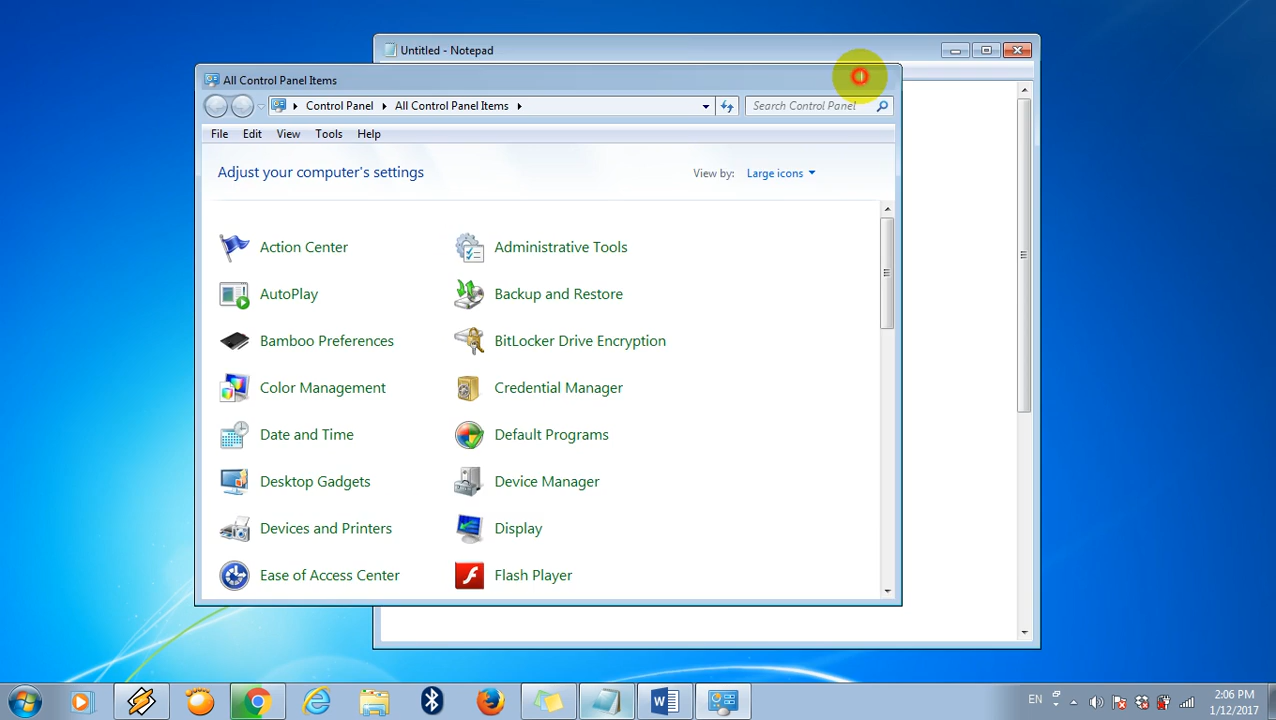 Untitled - Notepad
All Control Panel Items
Control Panel All Control Panel Items Search Control Panel
File Edit View Tools Help
Adjust your computer's settings View by: Large icons
Action Center Administrative Tools
AutoPlay Backup and Restore
Bamboo Preferences BitLocker Drive Encryption
Color Management Credential Manager
Date and Time Default Programs
Desktop Gadgets Device Manager
Devices and Printers Display
Ease of Access Center Flash Player
EN 2:06 PM
1/12/2017